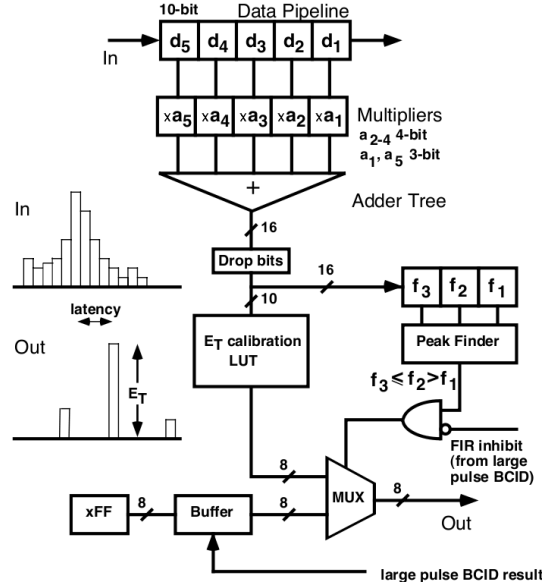 10-bit
Data Pipeline
In
d5 d4 d3 d2 d1
xa5 xa4 xa3 xa2 xa1
Multipliers
a2-4 4-bit
a1, a5 3-bit
+
Adder Tree
In
16
Drop bits
16
10
latency
f3 f2 f1
Peak Finder
ET calibration
LUT
Out
ET
f3 ≤ f2 > f1
FIR inhibit
(from large
pulse BCID)
8
MUX
8
Out
xFF
8
Buffer
8
large pulse BCID result